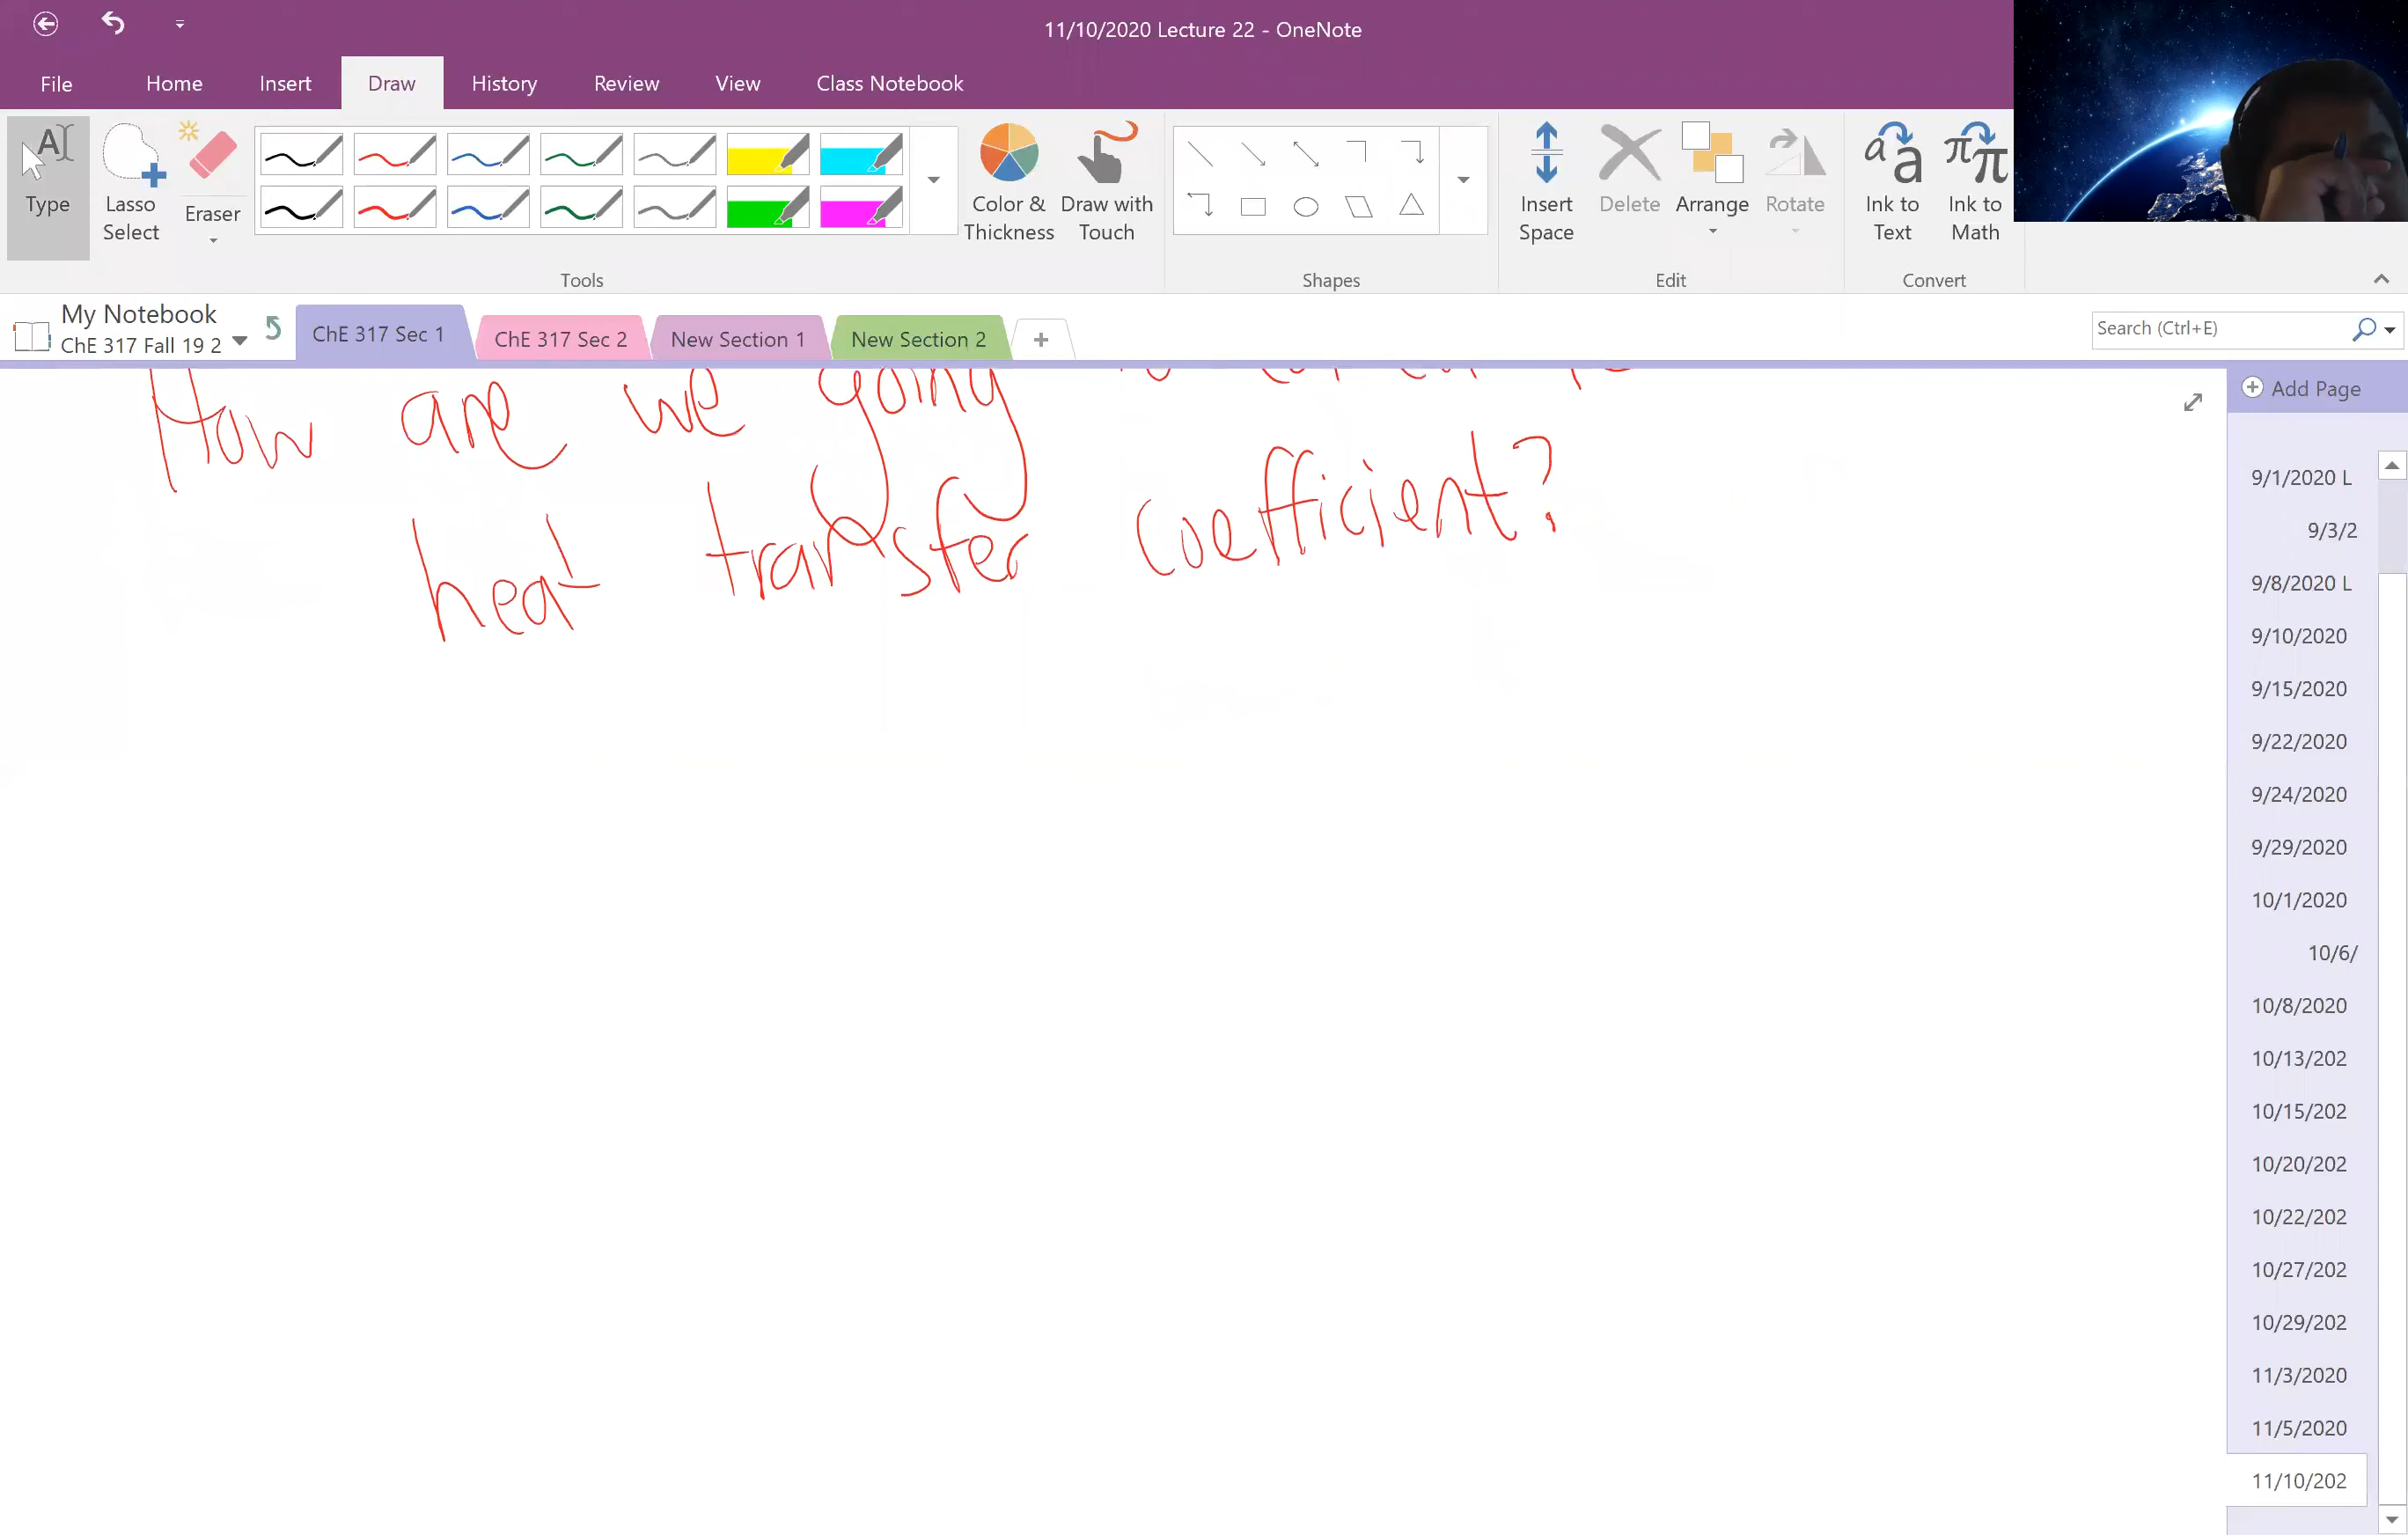 11/10/2020 Lecture 22 - OneNote
File Home Insert Draw History Review View Class Notebook
Type
Lasso Select
Eraser
Color & Thickness
Draw with Touch
Insert Space
Delete
Arrange
Rotate
Ink to Text
Ink to Math
Tools Shapes Edit Convert
My Notebook
ChE 317 Fall 19 2
ChE 317 Sec 1 ChE 317 Sec 2 New Section 1 New Section 2 +
Search (Ctrl+E)
Add Page
How are we going
heat transfer coefficient?
9/1/2020 L
9/3/2
9/8/2020 L
9/10/2020
9/15/2020
9/22/2020
9/24/2020
9/29/2020
10/1/2020
10/6/
10/8/2020
10/13/202
10/15/202
10/20/202
10/22/202
10/27/202
10/29/202
11/3/2020
11/5/2020
11/10/202